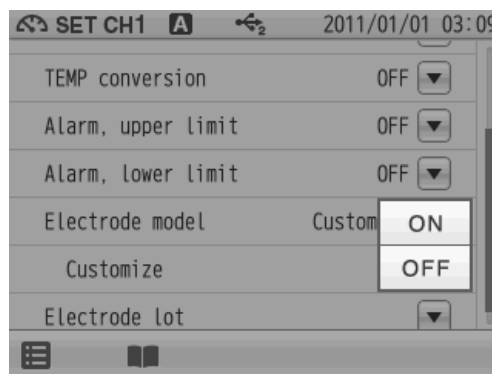 SET CH1 A 2 2011/01/01 03:09
TEMP conversion OFF
Alarm, upper limit OFF
Alarm, lower limit OFF
Electrode model Custom ON
Customize OFF
Electrode lot